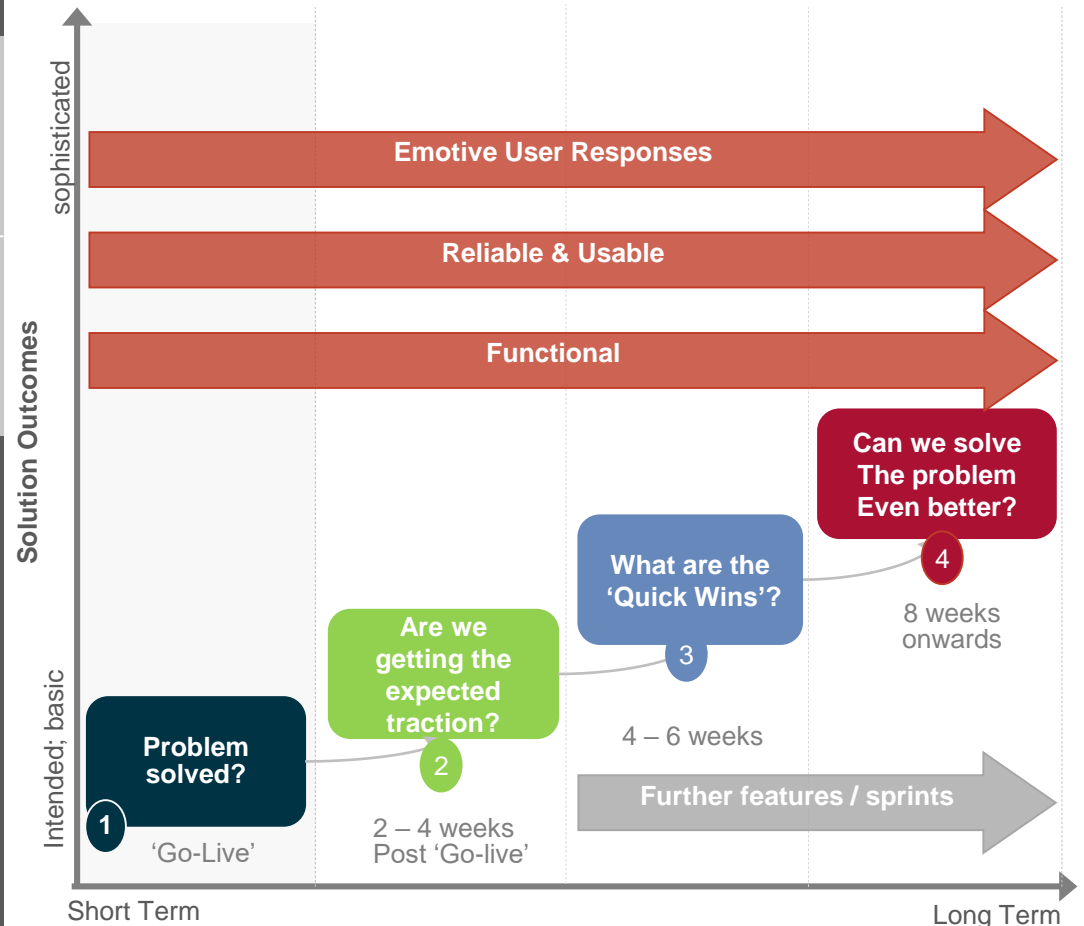 sophisticated
Emotive User Responses
Reliable & Usable
Functional
Solution Outcomes
Can we solve
The problem
Even better?
4
8 weeks
onwards
What are the
‘Quick Wins’?
3
4 – 6 weeks
Are we
getting the
expected
traction?
2
2 – 4 weeks
Post ‘Go-live’
Intended; basic
Problem
solved?
1
‘Go-Live’
Further features / sprints
Short Term
Long Term